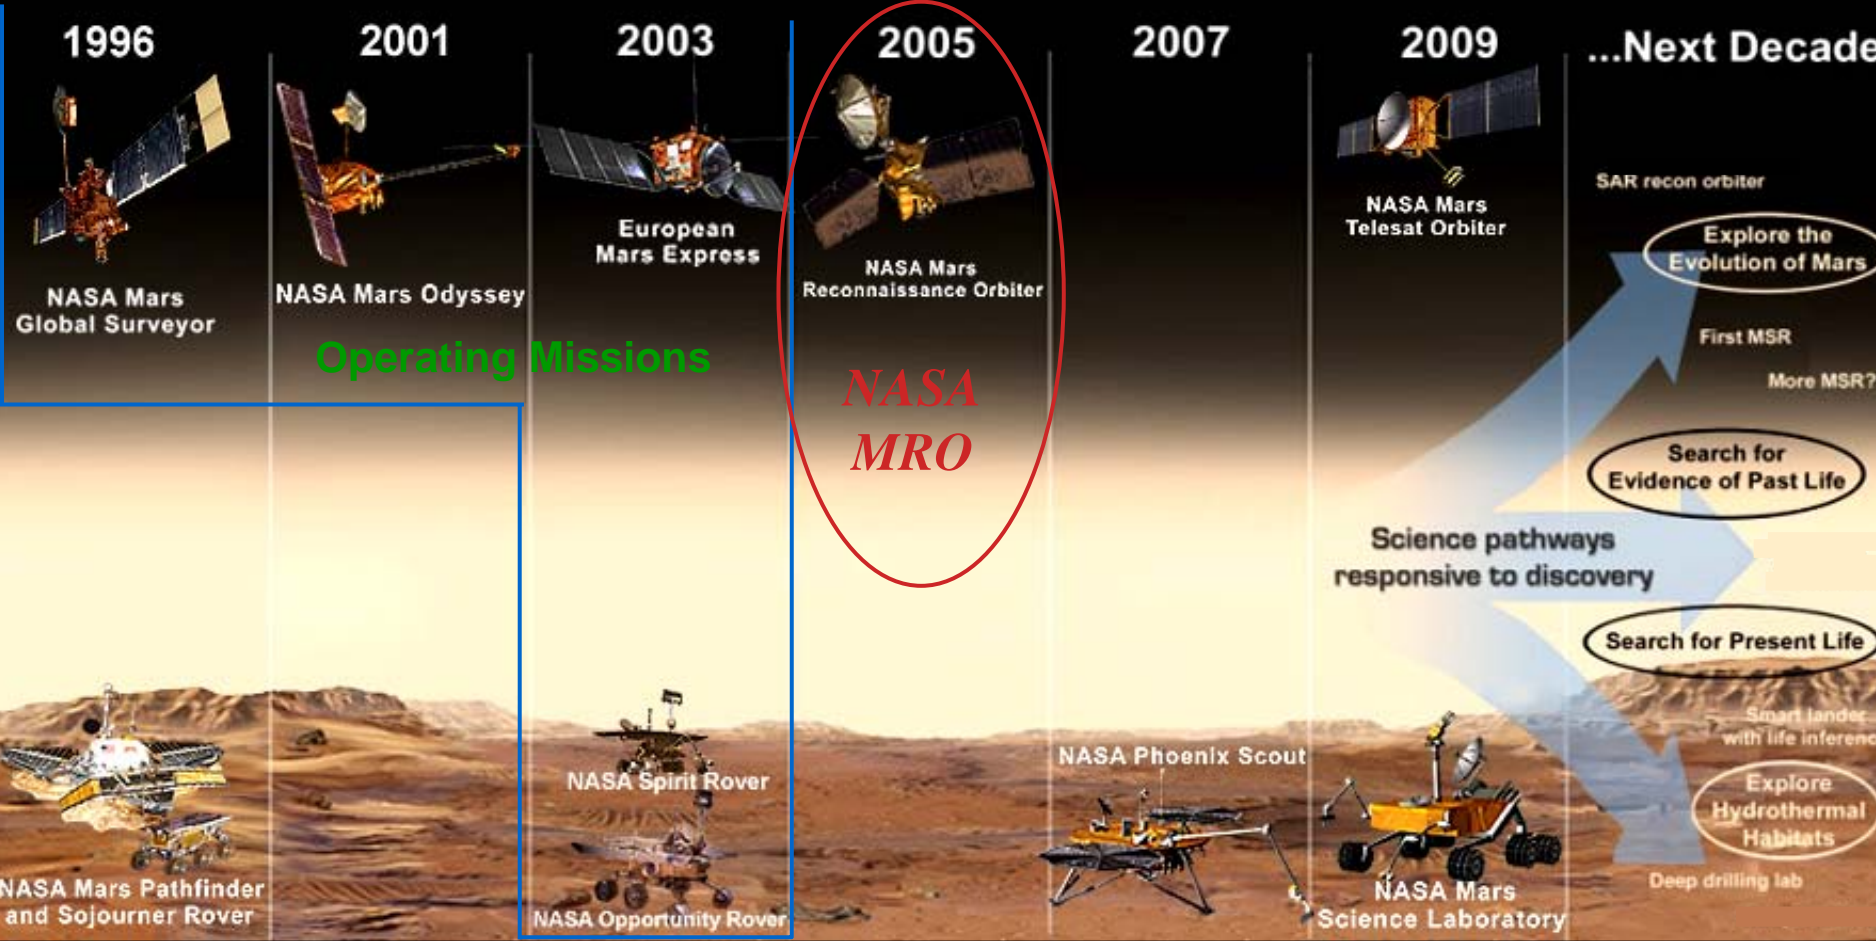 1996
2001
2003
2005
2007
2009
...Next Decade
NASA Mars
Global Surveyor
NASA Mars Odyssey
European
Mars Express
NASA Mars
Reconnaissance Orbiter
NASA Mars
Telesat Orbiter
SAR recon orbiter
Explore the
Evolution of Mars
First MSR
More MSR?
Operating Missions
NASA
MRO
Search for
Evidence of Past Life
Science pathways
responsive to discovery
Search for Present Life
Smart lander
with life inferenc
Explore
Hydrothermal
Habitats
Deep drilling lab
NASA Mars Pathfinder
and Sojourner Rover
NASA Spirit Rover
NASA Opportunity Rover
NASA Phoenix Scout
NASA Mars
Science Laboratory